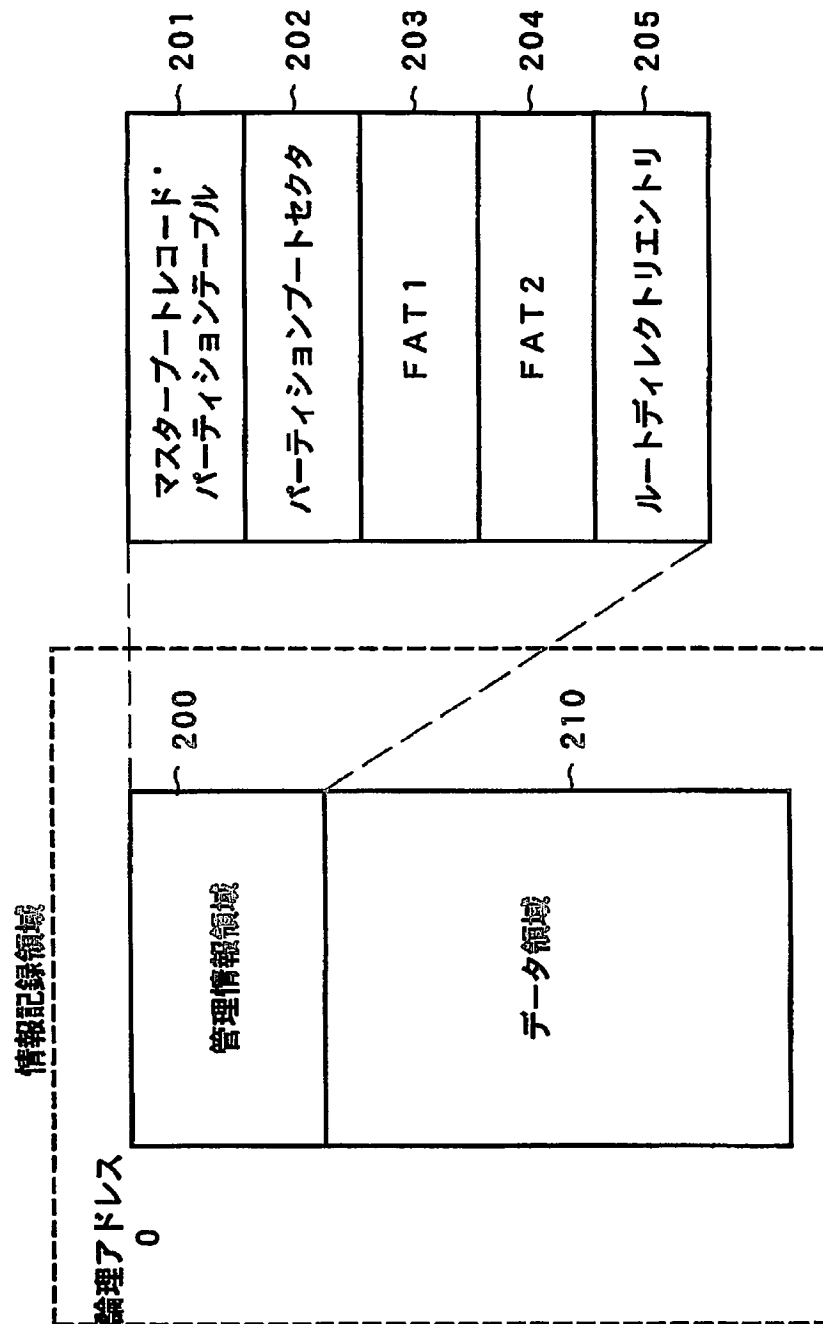 情報記録領域
論理アドレス
0
管理情報領域
200
データ領域
210
マスターブートレコード・
パーティションテーブル
201
パーティションブートセクタ
202
FAT1
203
FAT2
204
ルートディレクトリエントリ
205